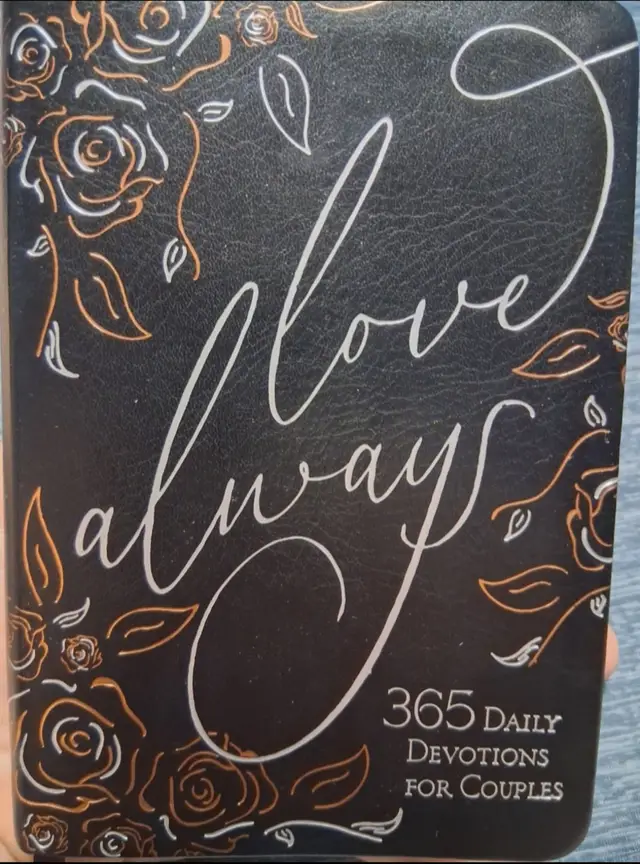 love
always
365 Daily
Devotions
for Couples